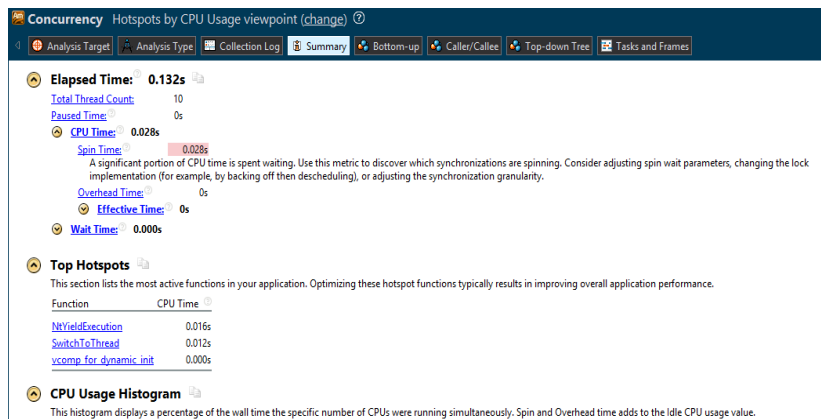 Concurrency Hotspots by CPU Usage viewpoint (change)
Analysis Target Analysis Type Collection Log Summary Bottom-up Caller/Callee Top-down Tree Tasks and Frames
Elapsed Time: 0.132s
Total Thread Count: 10
Paused Time: 0s
CPU Time: 0.028s
Spin Time: 0.028s
A significant portion of CPU time is spent waiting. Use this metric to discover which synchronizations are spinning. Consider adjusting spin wait parameters, changing the lock
implementation (for example, by backing off then descheduling), or adjusting the synchronization granularity.
Overhead Time: 0s
Effective Time: 0s
Wait Time: 0.000s
Top Hotspots
This section lists the most active functions in your application. Optimizing these hotspot functions typically results in improving overall application performance.
Function CPU Time
NtYieldExecution 0.016s
SwitchToThread 0.012s
vcomp_for_dynamic_init 0.000s
CPU Usage Histogram
This histogram displays a percentage of the wall time the specific number of CPUs were running simultaneously. Spin and Overhead time adds to the Idle CPU usage value.